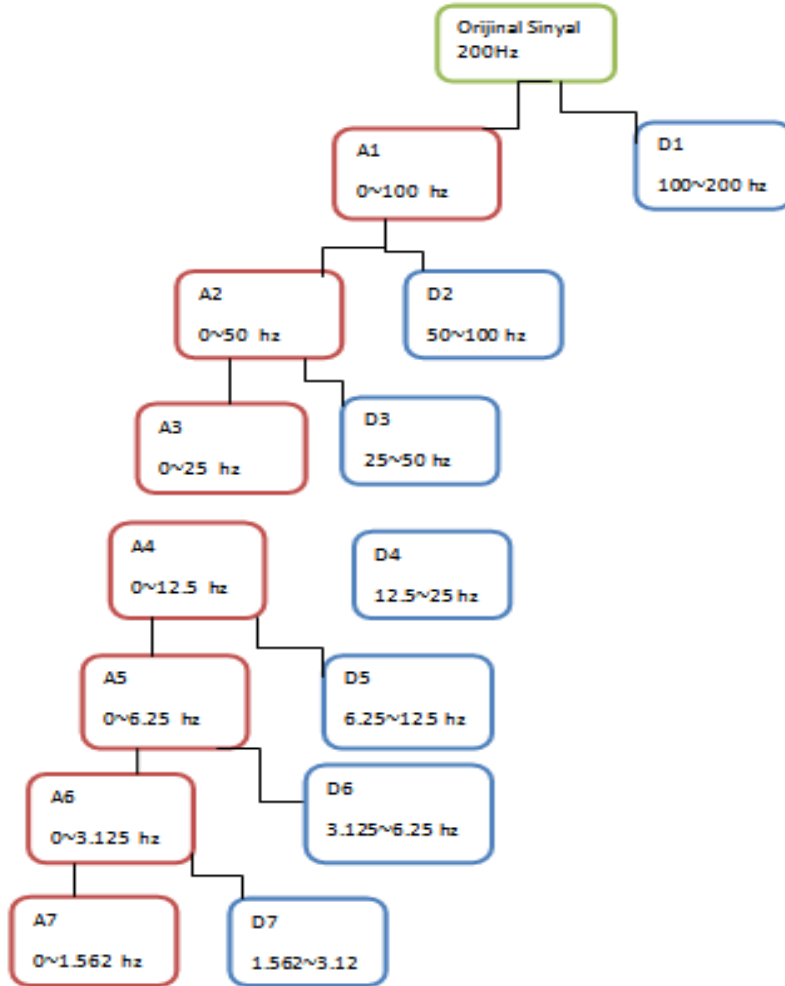 Orijinal Sinyal
200Hz
A1
0~100 hz
D1
100~200 hz
A2
0~50 hz
D2
50~100 hz
A3
0~25 hz
D3
25~50 hz
A4
0~12.5 hz
D4
12.5~25 hz
A5
0~6.25 hz
D5
6.25~12.5 hz
A6
0~3.125 hz
D6
3.125~6.25 hz
A7
0~1.562 hz
D7
1.562~3.12